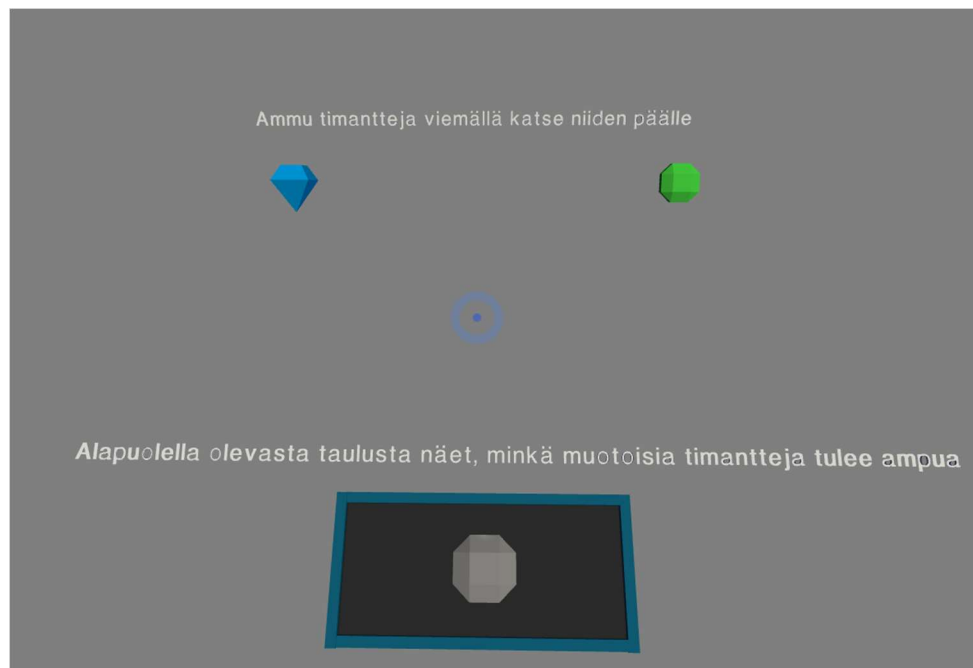 Ammu timantteja viemällä katse niiden päälle
Alapuolella olevasta taulusta näet, minkä muotoisia timantteja tulee ampua